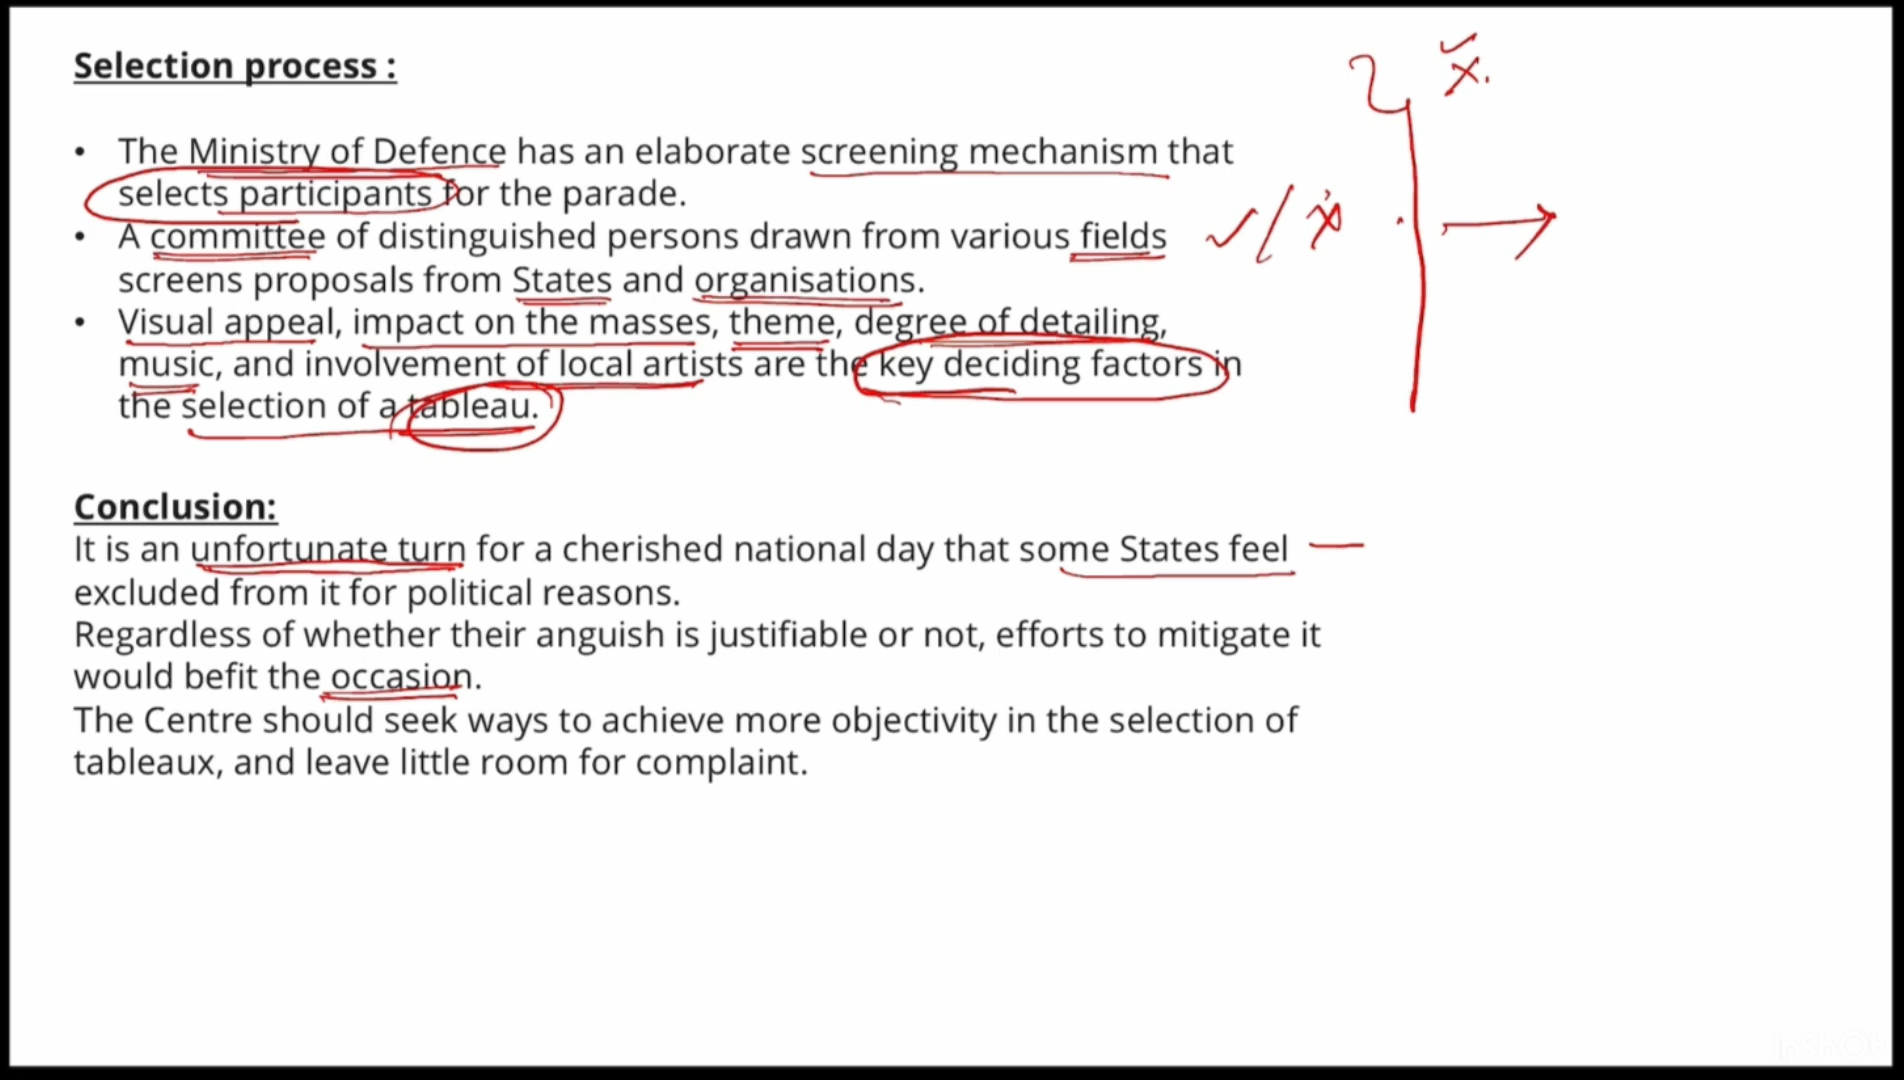 Selection process :
• The Ministry of Defence has an elaborate screening mechanism that
selects participants for the parade.
• A committee of distinguished persons drawn from various fields
screens proposals from States and organisations.
• Visual appeal, impact on the masses, theme, degree of detailing,
music, and involvement of local artists are the key deciding factors in
the selection of a tableau.
Conclusion:
It is an unfortunate turn for a cherished national day that some States feel
excluded from it for political reasons.
Regardless of whether their anguish is justifiable or not, efforts to mitigate it
would befit the occasion.
The Centre should seek ways to achieve more objectivity in the selection of
tableaux, and leave little room for complaint.